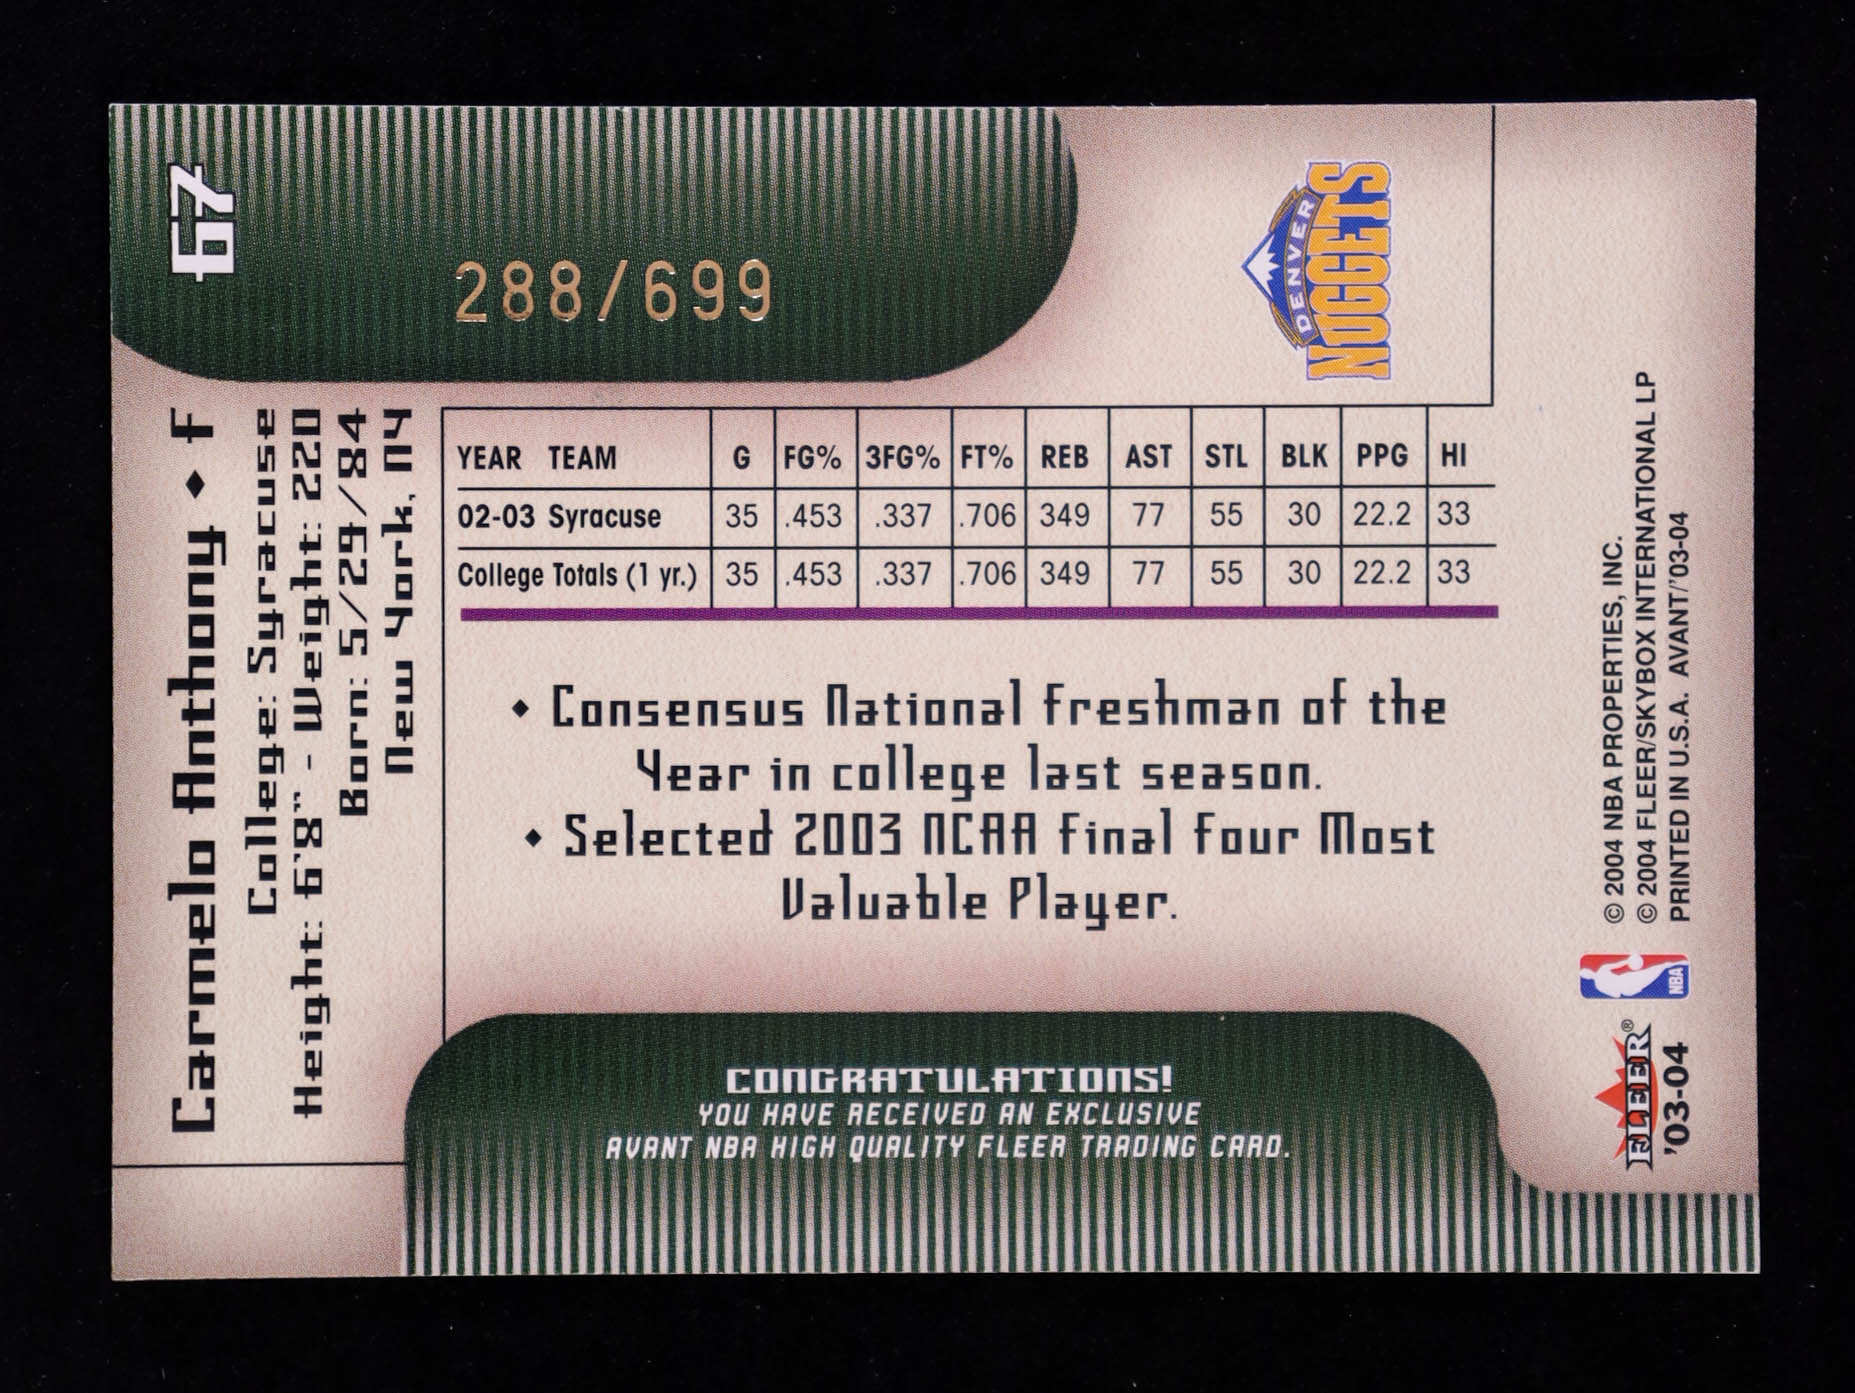 67
288/699
DENVER
NUGGETS
Carmelo Anthony ♦ F
College: Syracuse
Height: 6'8" - Weight: 220
Born: 5/29/84
New York, NY
YEAR TEAM G FG% 3FG% FT% REB AST STL BLK PPG HI
02-03 Syracuse 35 .453 .337 .706 349 77 55 30 22.2 33
College Totals (1 yr.) 35 .453 .337 .706 349 77 55 30 22.2 33
♦ Consensus National Freshman of the
Year in college last season.
♦ Selected 2003 NCAA Final Four Most
Valuable Player.
CONGRATULATIONS!
YOU HAVE RECEIVED AN EXCLUSIVE
AVANT NBA HIGH QUALITY FLEER TRADING CARD.
FLEER®
'03-04
NBA
© 2004 NBA PROPERTIES, INC.
© 2004 FLEER/SKYBOX INTERNATIONAL LP
PRINTED IN U.S.A. AVANT/'03-04